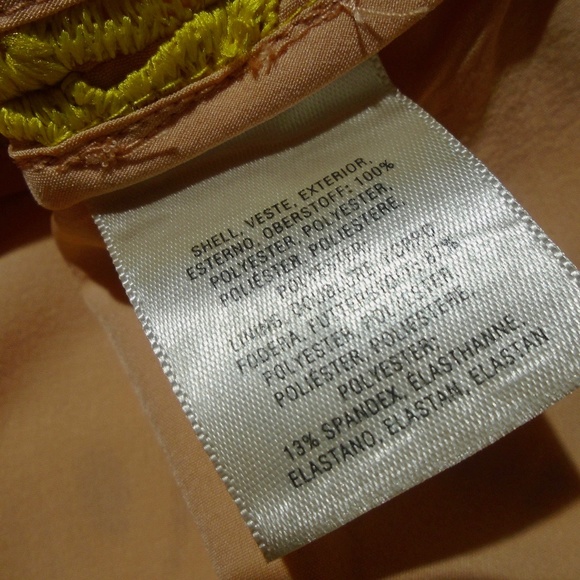 SHELL, VESTE, EXTERIOR,
ESTERNO, OBERSTOFF: 100%
POLYESTER, POLYESTER,
POLIÉSTER, POLIESTERE,
POLYESTER;
LINING, DOUBLURE, FORRO
FODERA, FUTTERSTOFF: 87%
POLYESTER, POLYESTER
POLIÉSTER, POLIESTERE,
POLYESTER;
13% SPANDEX, ÉLASTHANNE,
ELASTANO, ELASTAN, ELASTAN